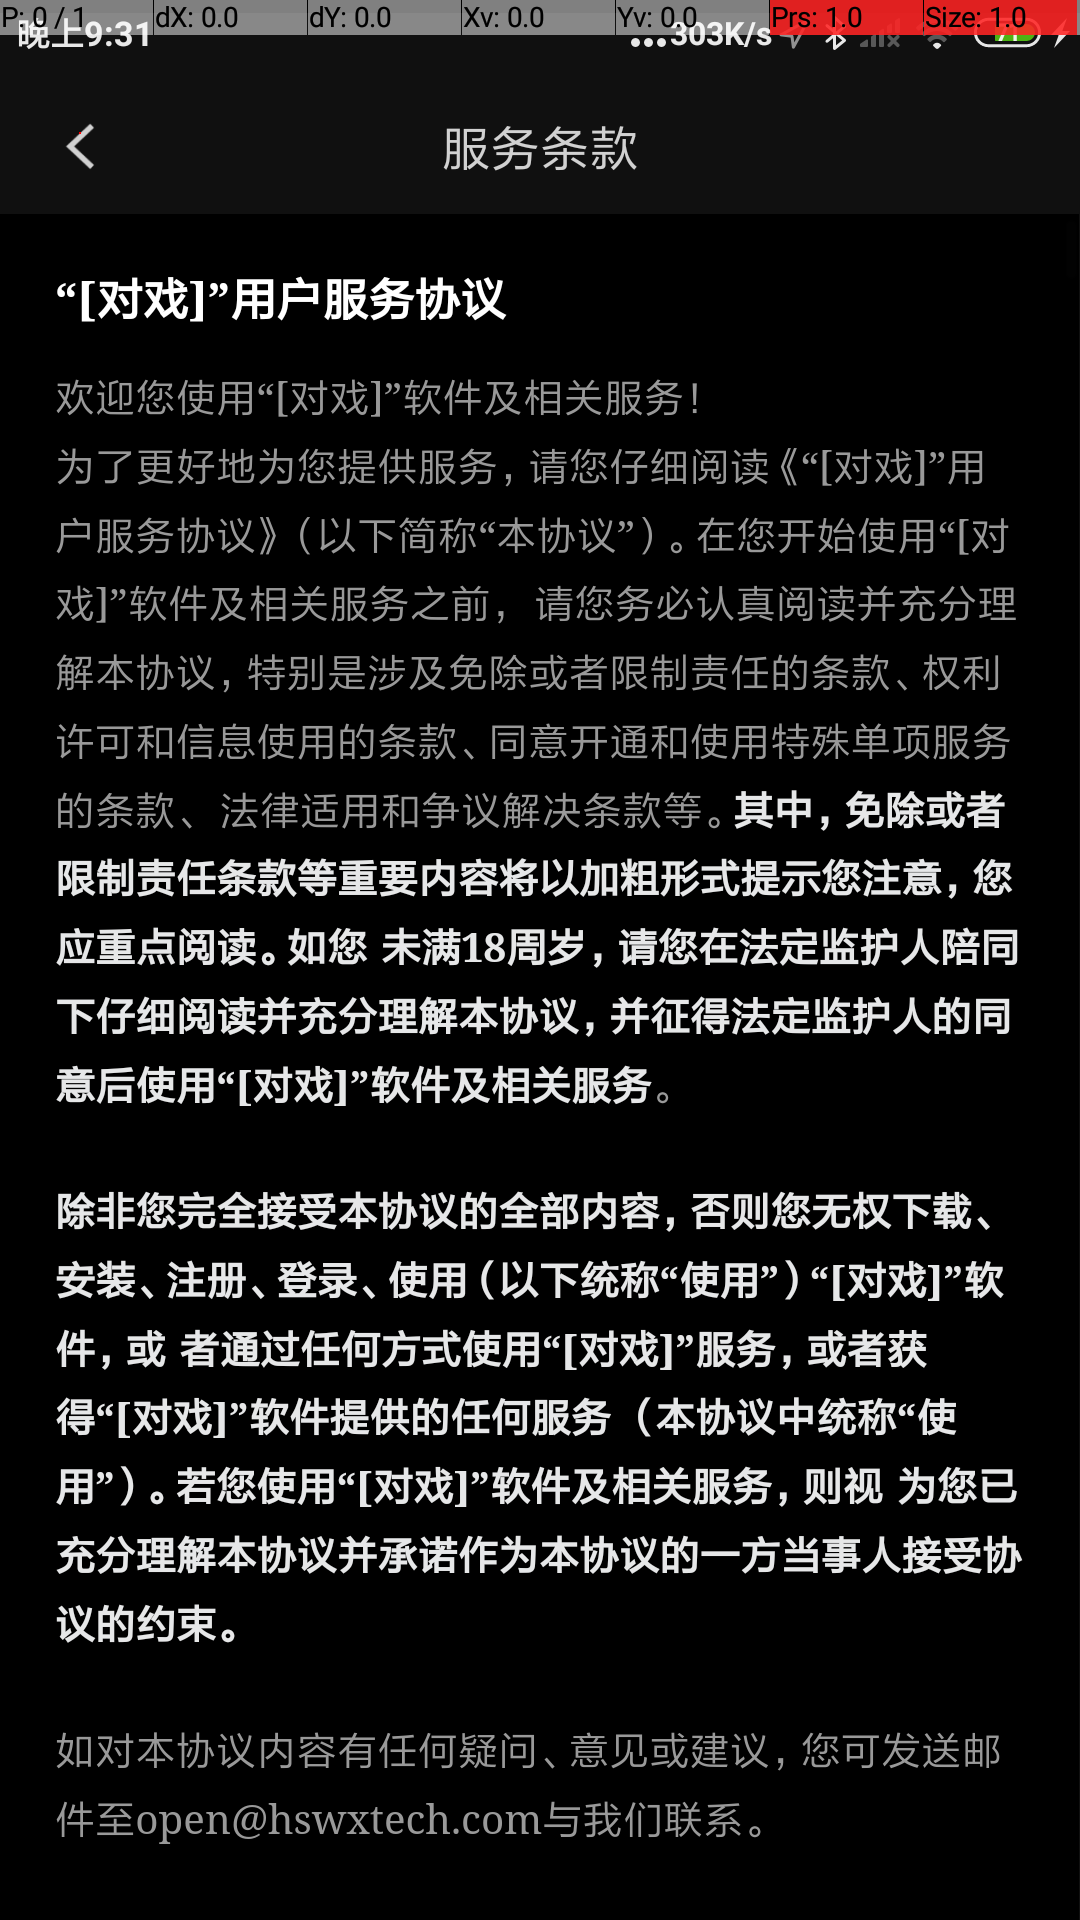 P: 0 / 1 dX: 0.0 dY: 0.0 Xv: 0.0 Yv: 0.0 Prs: 1.0 Size: 1.0
晚上9:31 ...303K/s 71
服务条款
“[对戏]”用户服务协议
欢迎您使用“[对戏]”软件及相关服务！
为了更好地为您提供服务，请您仔细阅读《“[对戏]”用
户服务协议》（以下简称“本协议”）。在您开始使用“[对
戏]”软件及相关服务之前， 请您务必认真阅读并充分理
解本协议，特别是涉及免除或者限制责任的条款、权利
许可和信息使用的条款、同意开通和使用特殊单项服务
的条款、 法律适用和争议解决条款等。其中，免除或者
限制责任条款等重要内容将以加粗形式提示您注意，您
应重点阅读。如您 未满18周岁，请您在法定监护人陪同
下仔细阅读并充分理解本协议，并征得法定监护人的同
意后使用“[对戏]”软件及相关服务。
除非您完全接受本协议的全部内容，否则您无权下载、
安装、注册、登录、使用（以下统称“使用”）“[对戏]”软
件，或 者通过任何方式使用“[对戏]”服务，或者获
得“[对戏]”软件提供的任何服务（本协议中统称“使
用”）。若您使用“[对戏]”软件及相关服务，则视 为您已
充分理解本协议并承诺作为本协议的一方当事人接受协
议的约束。
如对本协议内容有任何疑问、意见或建议，您可发送邮
件至open@hswxtech.com与我们联系。